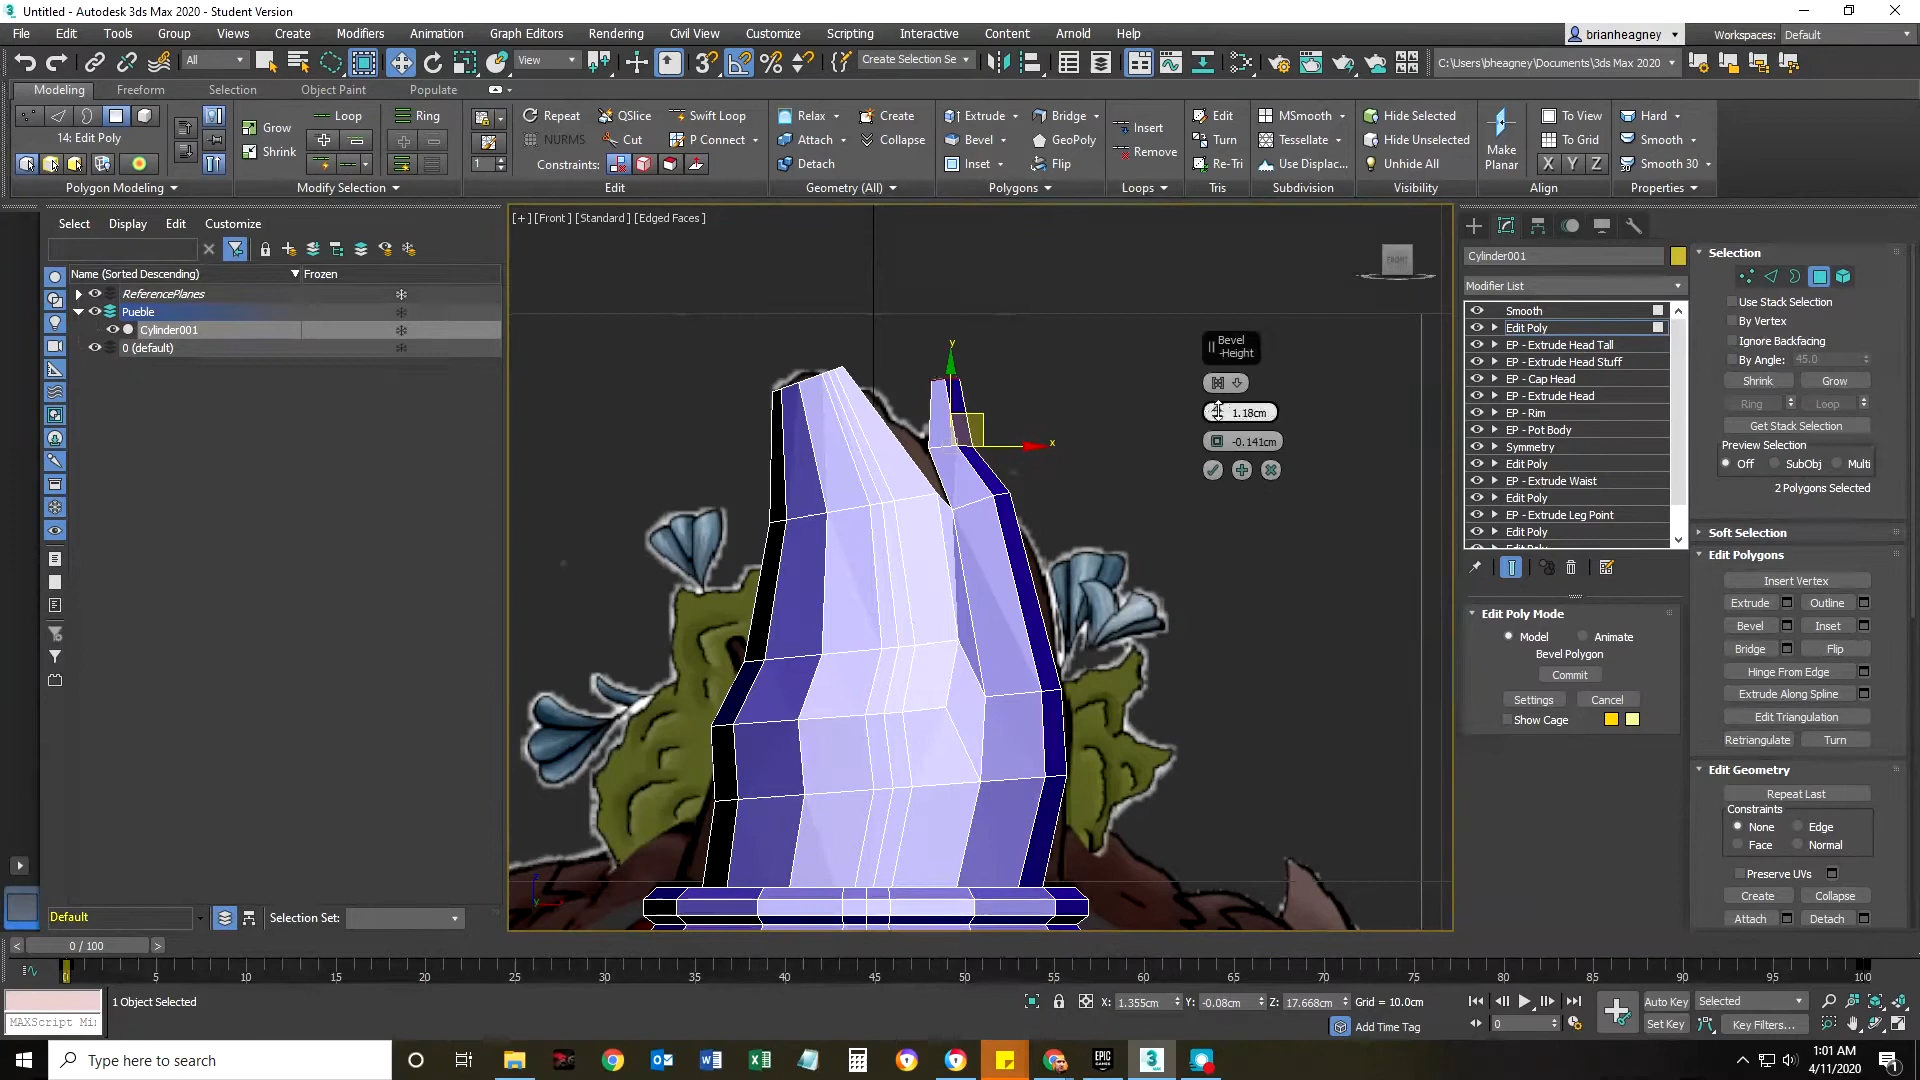 Untitled - Autodesk 3ds Max 2020 - Student Version
File Edit Tools Group Views Create Modifiers Animation Graph Editors Rendering Civil View Customize Scripting Interactive Content Arnold Help
brianheagney Workspaces: Default
All View Create Selection Se C:\Users\bheagney\Documents\3ds Max 2020
Modeling Freeform Selection Object Paint Populate
Loop Ring Repeat QSlice Swift Loop Relax Create Extrude Bridge Insert Edit MSmooth Hide Selected To View Hard
14: Edit Poly Grow NURMS Cut P Connect Attach Collapse Bevel GeoPoly Remove Turn Tessellate Hide Unselected Make Planar To Grid Smooth
Shrink 1 Constraints: Detach Inset Flip Re-Tri Use Displac... Unhide All X Y Z Smooth 30
Polygon Modeling Modify Selection Edit Geometry (All) Polygons Loops Tris Subdivision Visibility Align Properties
Select Display Edit Customize
Name (Sorted Descending) Frozen
ReferencePlanes
Pueble
Cylinder001
0 (default)
[+] [Front] [Standard] [Edged Faces]
FRONT
Bevel
-Height
1.18cm
-0.141cm
y
x
Cylinder001
Modifier List
Smooth
Edit Poly
EP - Extrude Head Tall
EP - Extrude Head Stuff
EP - Cap Head
EP - Extrude Head
EP - Rim
EP - Pot Body
Symmetry
Edit Poly
EP - Extrude Waist
Edit Poly
EP - Extrude Leg Point
Edit Poly
Edit Poly
Edit Poly Mode
Model Animate
Bevel Polygon
Commit
Settings Cancel
Show Cage
Selection
Use Stack Selection
By Vertex
Ignore Backfacing
By Angle: 45.0
Shrink Grow
Ring Loop
Get Stack Selection
Preview Selection
Off SubObj Multi
2 Polygons Selected
Soft Selection
Edit Polygons
Insert Vertex
Extrude Outline
Bevel Inset
Bridge Flip
Hinge From Edge
Extrude Along Spline
Edit Triangulation
Retriangulate Turn
Edit Geometry
Repeat Last
Constraints
None Edge
Face Normal
Preserve UVs
Create Collapse
Attach Detach
Default Selection Set:
< 0 / 100 >
0 5 10 15 20 25 30 35 40 45 50 55 60 65 70 75 80 85 90 95 100
1 Object Selected X: 1.355cm Y: -0.08cm Z: 17.668cm Grid = 10.0cm Auto Key Selected
MAXScript Mi Add Time Tag 0 Set Key Key Filters...
Type here to search
EPIC GAMES
3 MAX
1:01 AM
4/11/2020
1